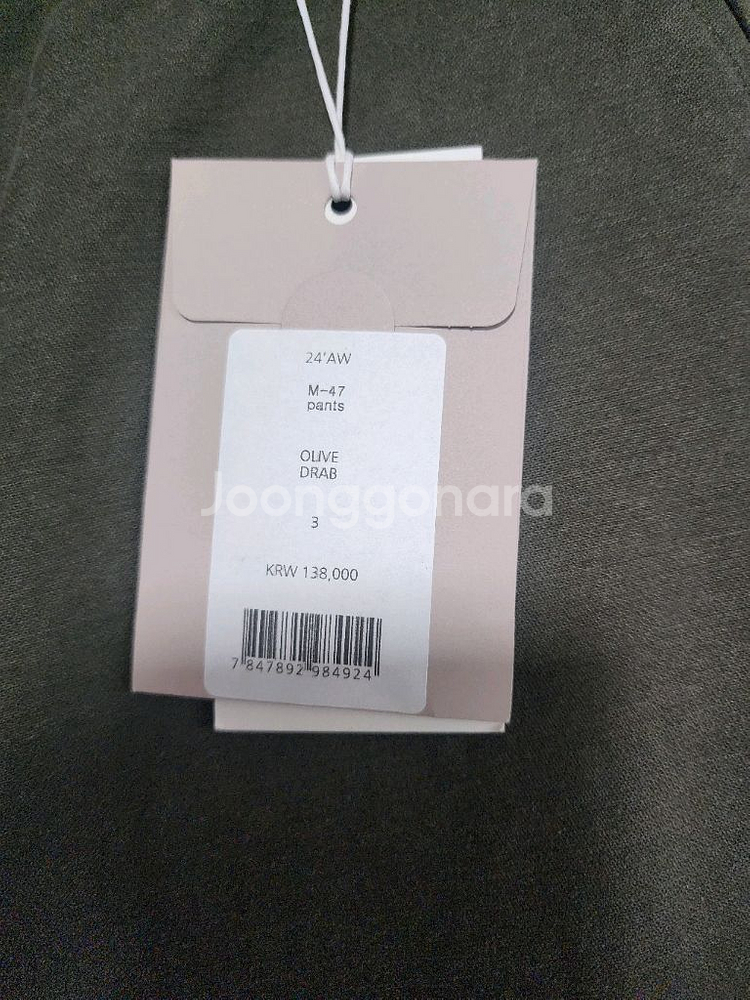 24'AW
M-47
pants
OLIVE
DRAB
Joonggonara
3
KRW 138,000
7 847892 984924